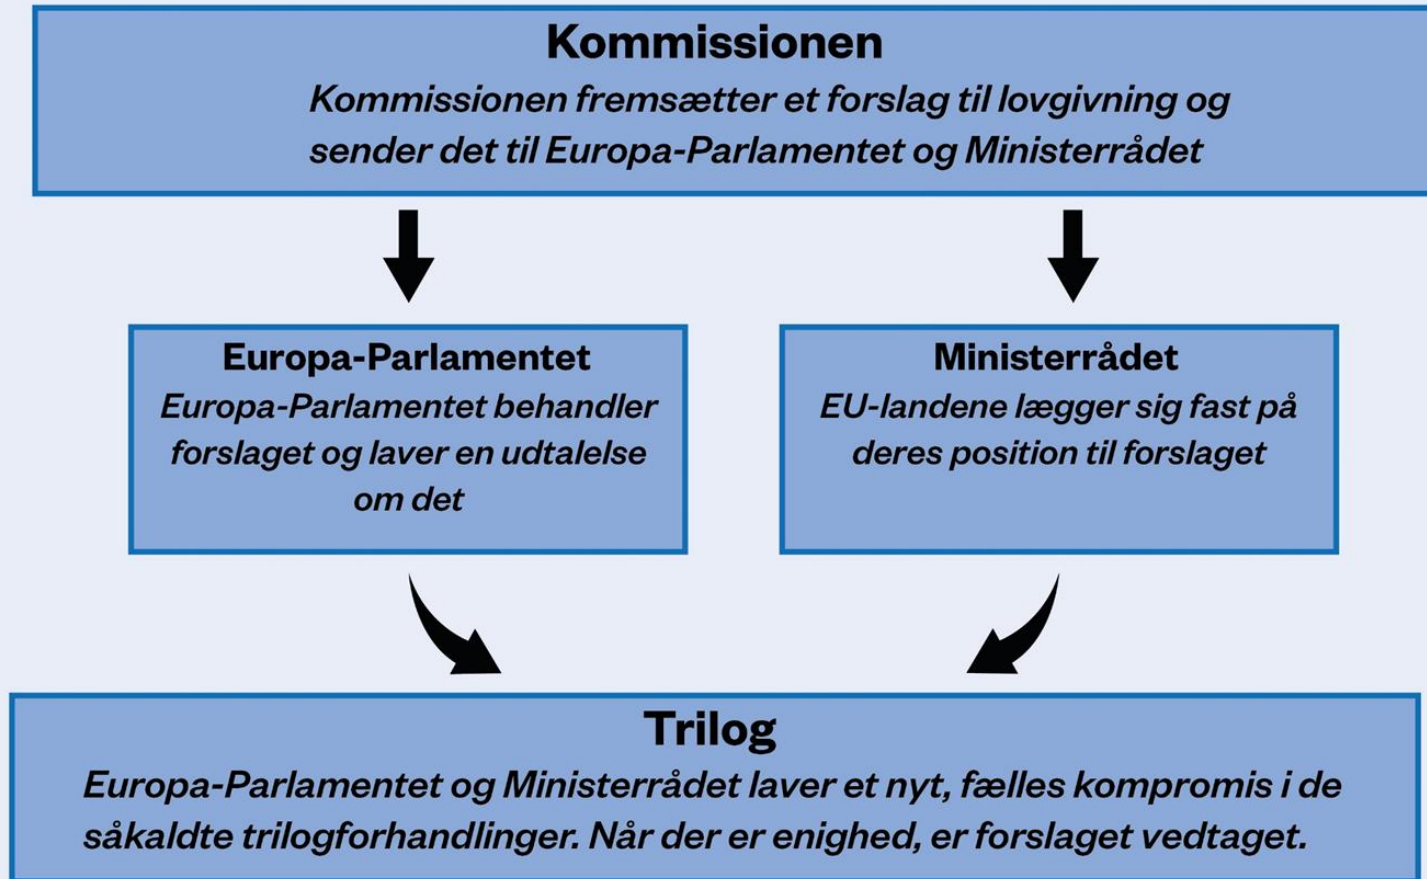 Kommissionen
Kommissionen fremsætter et forslag til lovgivning og
sender det til Europa-Parlamentet og Ministerrådet
Europa-Parlamentet
Europa-Parlamentet behandler
forslaget og laver en udtalelse
om det
Ministerrådet
EU-landene lægger sig fast på
deres position til forslaget
Trilog
Europa-Parlamentet og Ministerrådet laver et nyt, fælles kompromis i de
såkaldte trilogforhandlinger. Når der er enighed, er forslaget vedtaget.